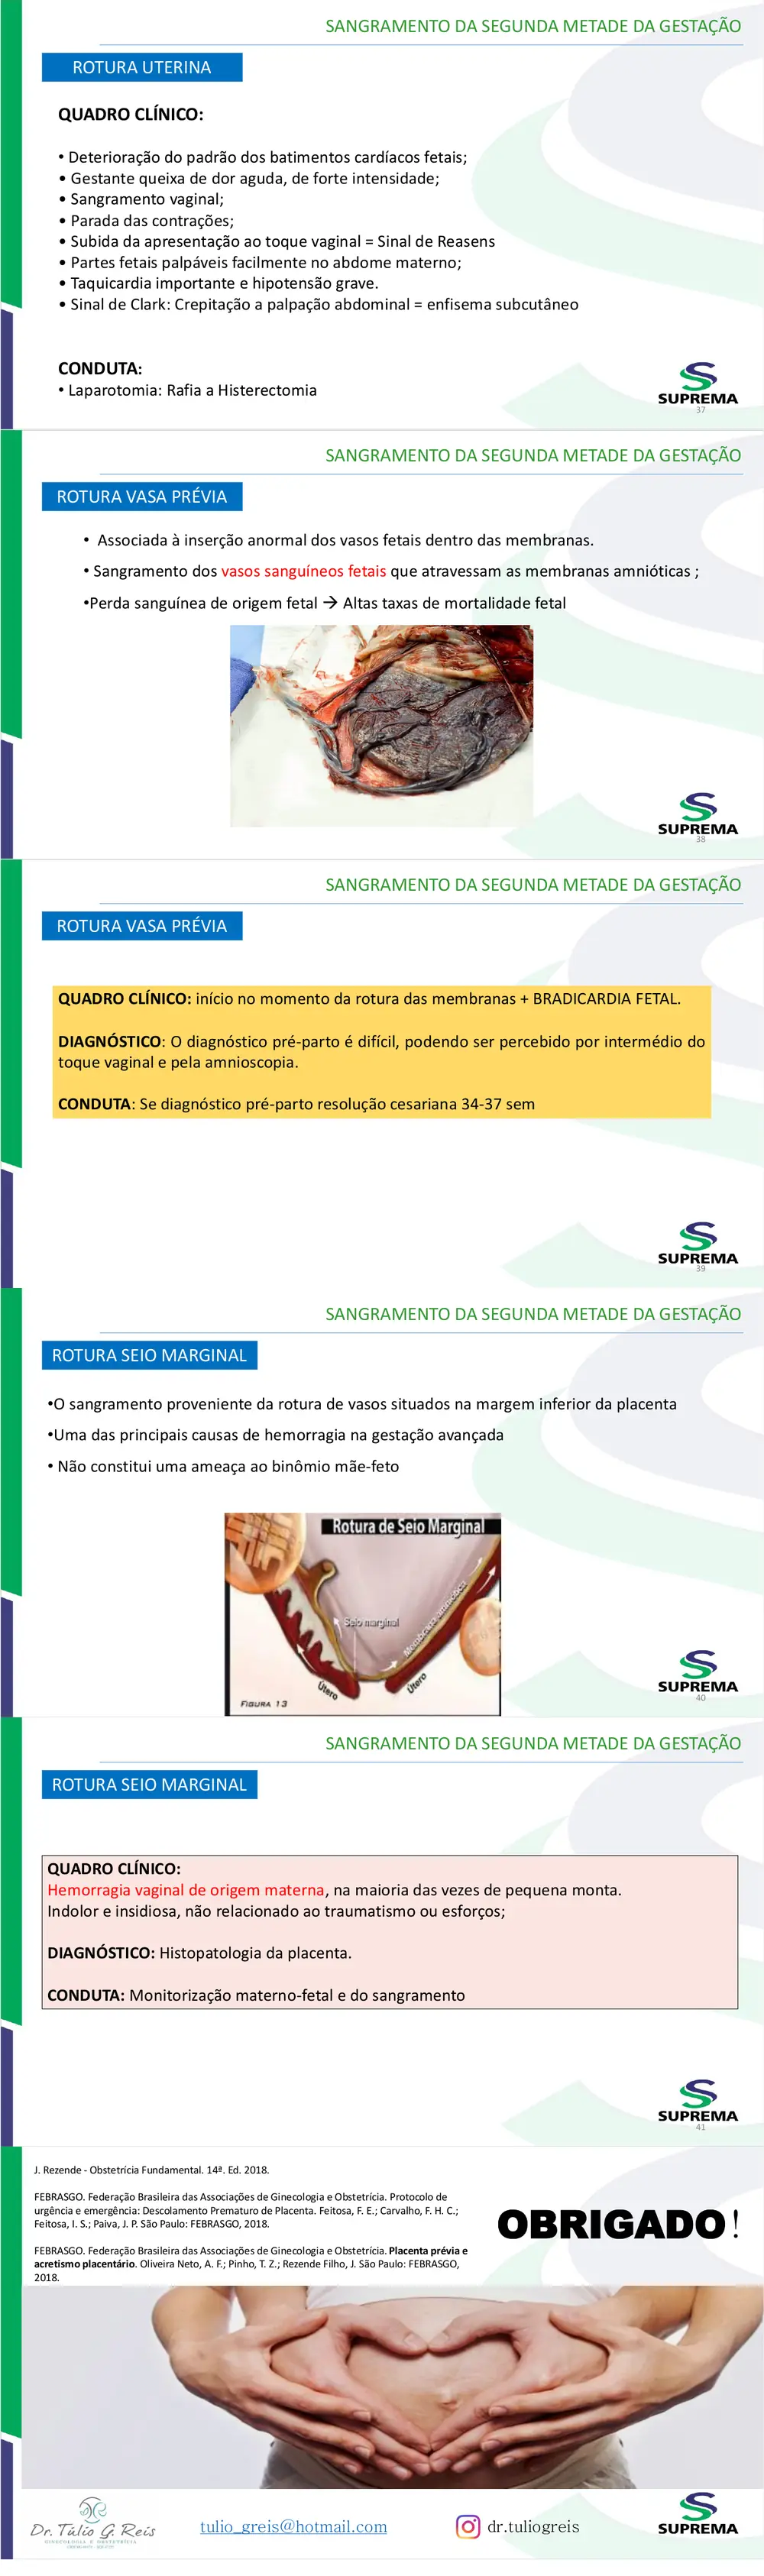 SANGRAMENTO DA SEGUNDA METADE DA GESTAÇÃO
ROTURA UTERINA
QUADRO CLÍNICO:
• Deterioração do padrão dos batimentos cardíacos fetais;
• Gestante queixa de dor aguda, de forte intensidade;
• Sangramento vaginal;
• Parada das contrações;
• Subida da apresentação ao toque vaginal = Sinal de Reasens
• Partes fetais palpáveis facilmente no abdome materno;
• Taquicardia importante e hipotensão grave.
• Sinal de Clark: Crepitação a palpação abdominal = enfisema subcutâneo
CONDUTA:
• Laparotomia: Rafia a Histerectomia
SUPREMA
37
SANGRAMENTO DA SEGUNDA METADE DA GESTAÇÃO
ROTURA VASA PRÉVIA
• Associada à inserção anormal dos vasos fetais dentro das membranas.
• Sangramento dos vasos sanguíneos fetais que atravessam as membranas amnióticas ;
•Perda sanguínea de origem fetal → Altas taxas de mortalidade fetal
SUPREMA
38
SANGRAMENTO DA SEGUNDA METADE DA GESTAÇÃO
ROTURA VASA PRÉVIA
QUADRO CLÍNICO: início no momento da rotura das membranas + BRADICARDIA FETAL.
DIAGNÓSTICO: O diagnóstico pré-parto é difícil, podendo ser percebido por intermédio do
toque vaginal e pela amnioscopia.
CONDUTA: Se diagnóstico pré-parto resolução cesariana 34-37 sem
SUPREMA
39
SANGRAMENTO DA SEGUNDA METADE DA GESTAÇÃO
ROTURA SEIO MARGINAL
•O sangramento proveniente da rotura de vasos situados na margem inferior da placenta
•Uma das principais causas de hemorragia na gestação avançada
• Não constitui uma ameaça ao binômio mãe-feto
Rotura de Seio Marginal
Seio marginal
Membrana amniótica
Útero
Útero
FIGURA 13
SUPREMA
40
SANGRAMENTO DA SEGUNDA METADE DA GESTAÇÃO
ROTURA SEIO MARGINAL
QUADRO CLÍNICO:
Hemorragia vaginal de origem materna, na maioria das vezes de pequena monta.
Indolor e insidiosa, não relacionado ao traumatismo ou esforços;
DIAGNÓSTICO: Histopatologia da placenta.
CONDUTA: Monitorização materno-fetal e do sangramento
SUPREMA
41
J. Rezende - Obstetrícia Fundamental. 14ª. Ed. 2018.
FEBRASGO. Federação Brasileira das Associações de Ginecologia e Obstetrícia. Protocolo de
urgência e emergência: Descolamento Prematuro de Placenta. Feitosa, F. E.; Carvalho, F. H. C.;
Feitosa, I. S.; Paiva, J. P. São Paulo: FEBRASGO, 2018.
FEBRASGO. Federação Brasileira das Associações de Ginecologia e Obstetrícia. Placenta prévia e
acretismo placentário. Oliveira Neto, A. F.; Pinho, T. Z.; Rezende Filho, J. São Paulo: FEBRASGO,
2018.
OBRIGADO!
Dr. Túlio G. Reis
GINECOLOGIA E OBSTETRÍCIA
tulio_greis@hotmail.com
dr.tuliogreis
SUPREMA